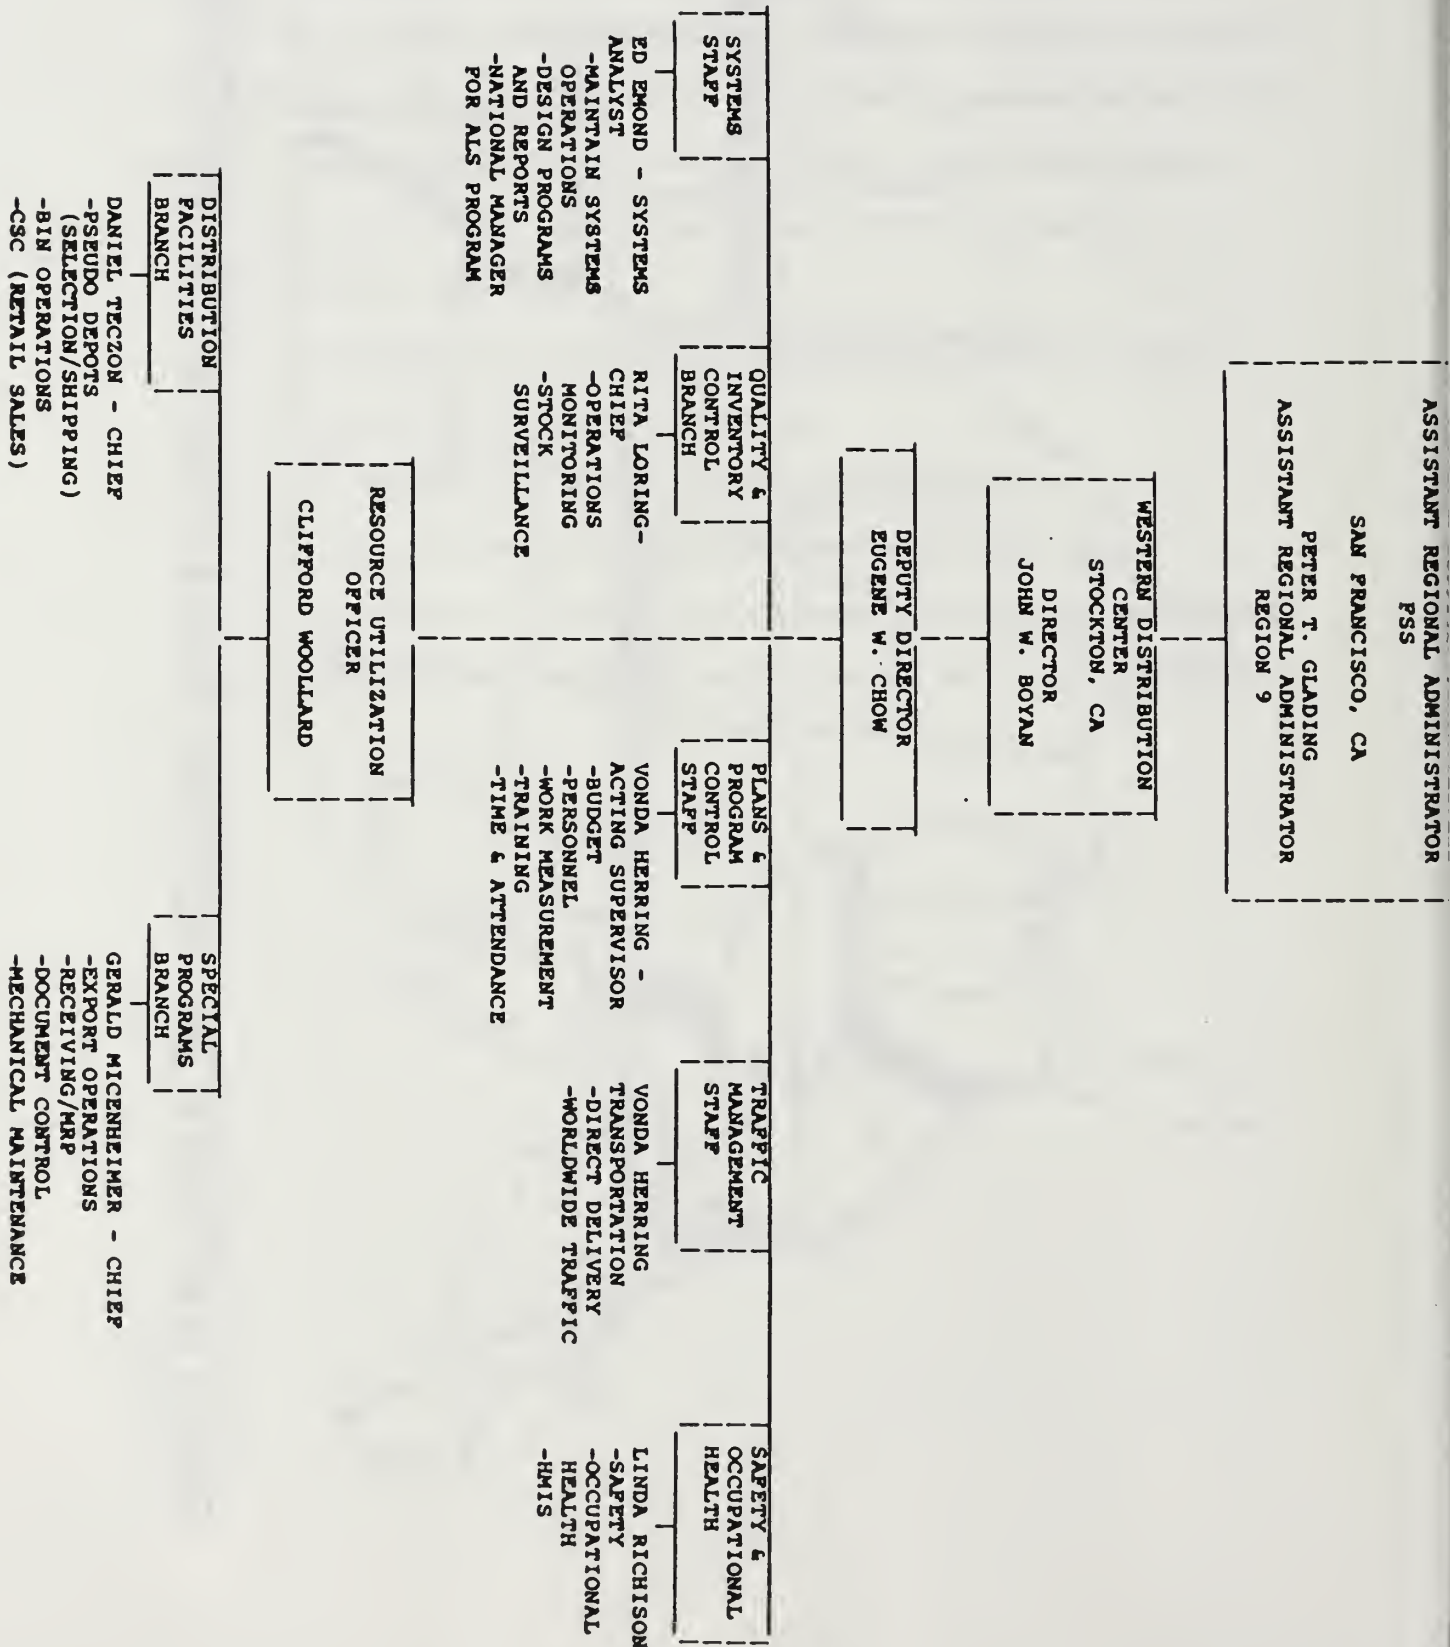 ASSISTANT REGIONAL ADMINISTRATOR
FSS
SAN FRANCISCO, CA
PETER T. GLADING
ASSISTANT REGIONAL ADMINISTRATOR
REGION 9
WESTERN DISTRIBUTION
CENTER
STOCKTON, CA
DIRECTOR
JOHN W. BOYAN
DEPUTY DIRECTOR
EUGENE W. CHOW
SYSTEMS
STAFF
ED EMOND - SYSTEMS
ANALYST
-MAINTAIN SYSTEMS
OPERATIONS
-DESIGN PROGRAMS
AND REPORTS
-NATIONAL MANAGER
FOR ALS PROGRAM
QUALITY &
INVENTORY
CONTROL
BRANCH
RITA LORING-
CHIEF
-OPERATIONS
MONITORING
-STOCK
SURVEILLANCE
PLANS &
PROGRAM
CONTROL
STAFF
VONDA HERRING -
ACTING SUPERVISOR
-BUDGET
-PERSONNEL
-WORK MEASUREMENT
-TRAINING
-TIME & ATTENDANCE
TRAFFIC
MANAGEMENT
STAFF
VONDA HERRING
TRANSPORTATION
-DIRECT DELIVERY
-WORLDWIDE TRAFFIC
SAFETY &
OCCUPATIONAL
HEALTH
LINDA RICHISON
-SAFETY
-OCCUPATIONAL
HEALTH
-HMIS
RESOURCE UTILIZATION
OFFICER
CLIFFORD WOOLLARD
DISTRIBUTION
FACILITIES
BRANCH
DANIEL TECZON - CHIEF
-PSEUDO DEPOTS
(SELECTION/SHIPPING)
-BIN OPERATIONS
-CSC (RETAIL SALES)
SPECIAL
PROGRAMS
BRANCH
GERALD MICENHEIMER - CHIEF
-EXPORT OPERATIONS
-RECEIVING/MRP
-DOCUMENT CONTROL
-MECHANICAL MAINTENANCE